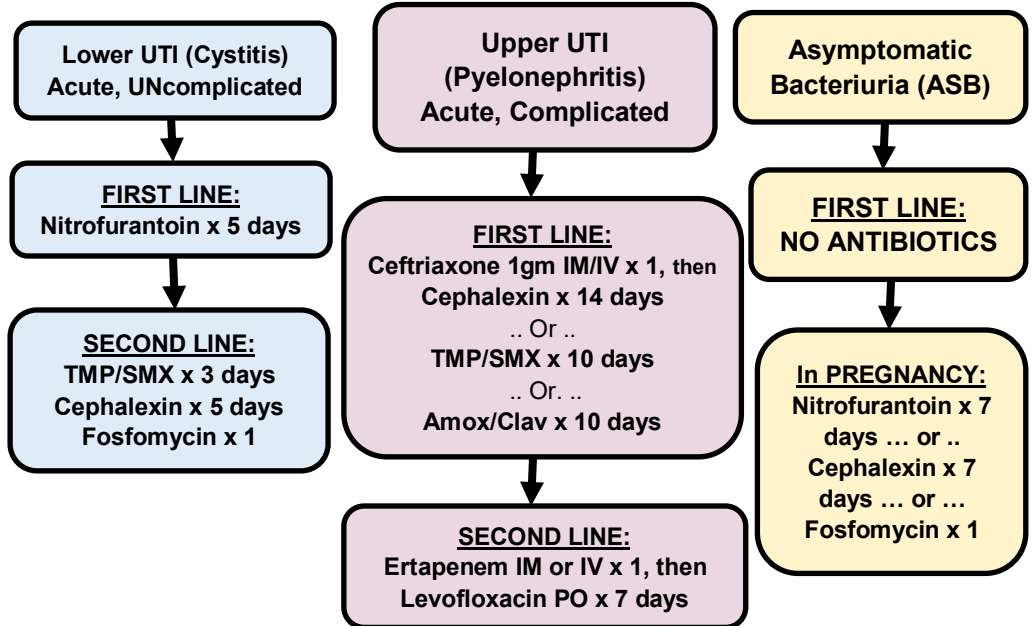 Lower UTI (Cystitis)
Acute, UNcomplicated
FIRST LINE:
Nitrofurantoin x 5 days
SECOND LINE:
TMP/SMX x 3 days
Cephalexin x 5 days
Fosfomycin x 1
Upper UTI
(Pyelonephritis)
Acute, Complicated
FIRST LINE:
Ceftriaxone 1gm IM/IV x 1, then
Cephalexin x 14 days
.. Or ..
TMP/SMX x 10 days
.. Or. ..
Amox/Clav x 10 days
SECOND LINE:
Ertapenem IM or IV x 1, then
Levofloxacin PO x 7 days
Asymptomatic
Bacteriuria (ASB)
FIRST LINE:
NO ANTIBIOTICS
In PREGNANCY:
Nitrofurantoin x 7
days … or ..
Cephalexin x 7
days … or …
Fosfomycin x 1